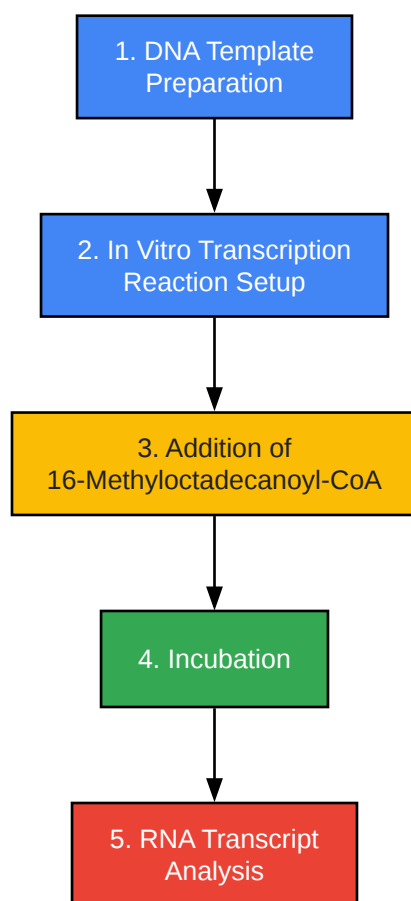 1. DNA Template
Preparation
2. In Vitro Transcription
Reaction Setup
3. Addition of
16-Methyloctadecanoyl-CoA
4. Incubation
5. RNA Transcript
Analysis